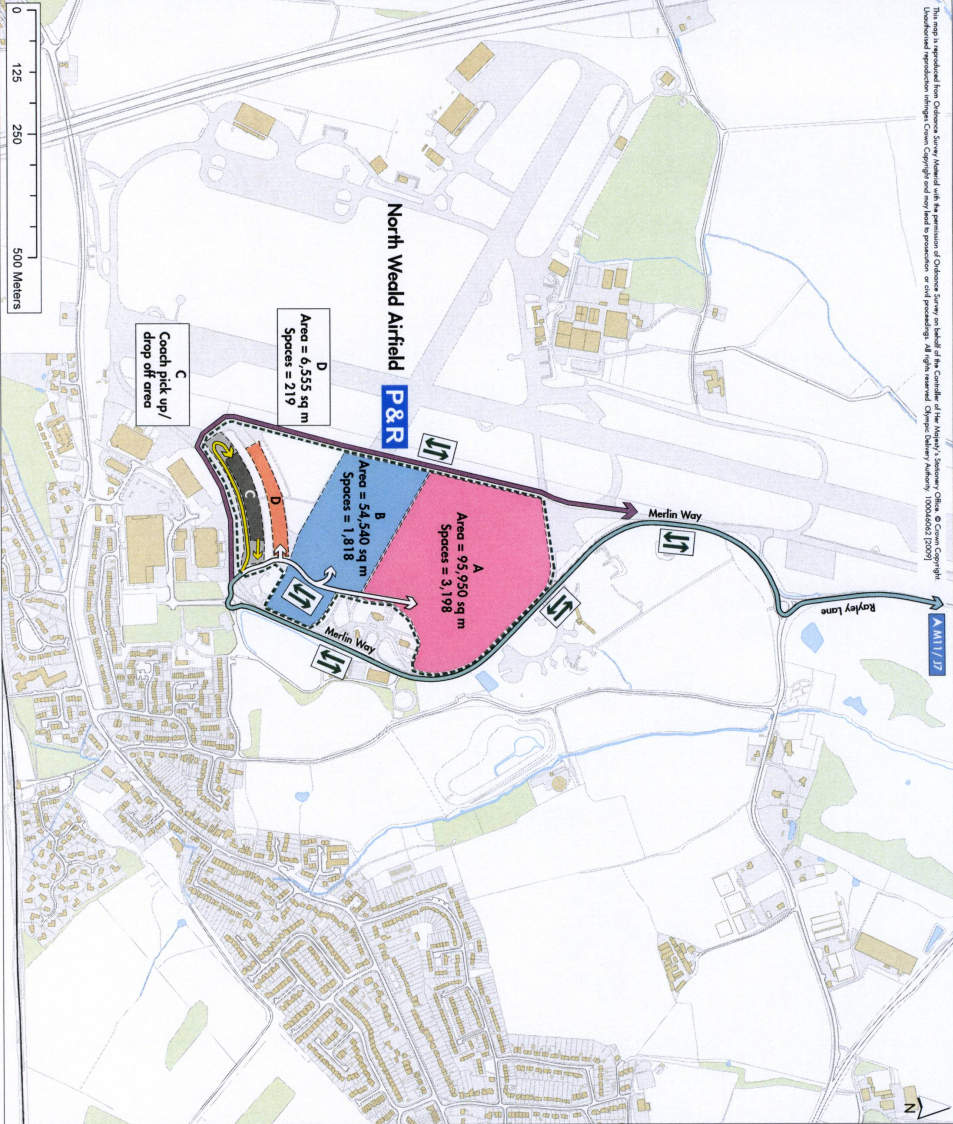 This map is reproduced from Ordnance Survey Material with the permission of Ordnance Survey on behalf of the Controller of Her Majesty's Stationery Office. © Crown Copyright.
Unauthorised reproduction infringes Crown Copyright and may lead to prosecution or civil proceedings. All rights reserved. Olympic Delivery Authority. 100046062 [2009]
A M11/ J7
Rayley Lane
Merlin Way
A
Area = 95,950 sq m
Spaces = 3,198
North Weald Airfield
P&R
B
Area = 54,540 sq m
Spaces = 1,818
D
Area = 6,555 sq m
Spaces = 219
Merlin Way
D
C
C
Coach pick up/
drop off area
0 125 250 500 Meters
N